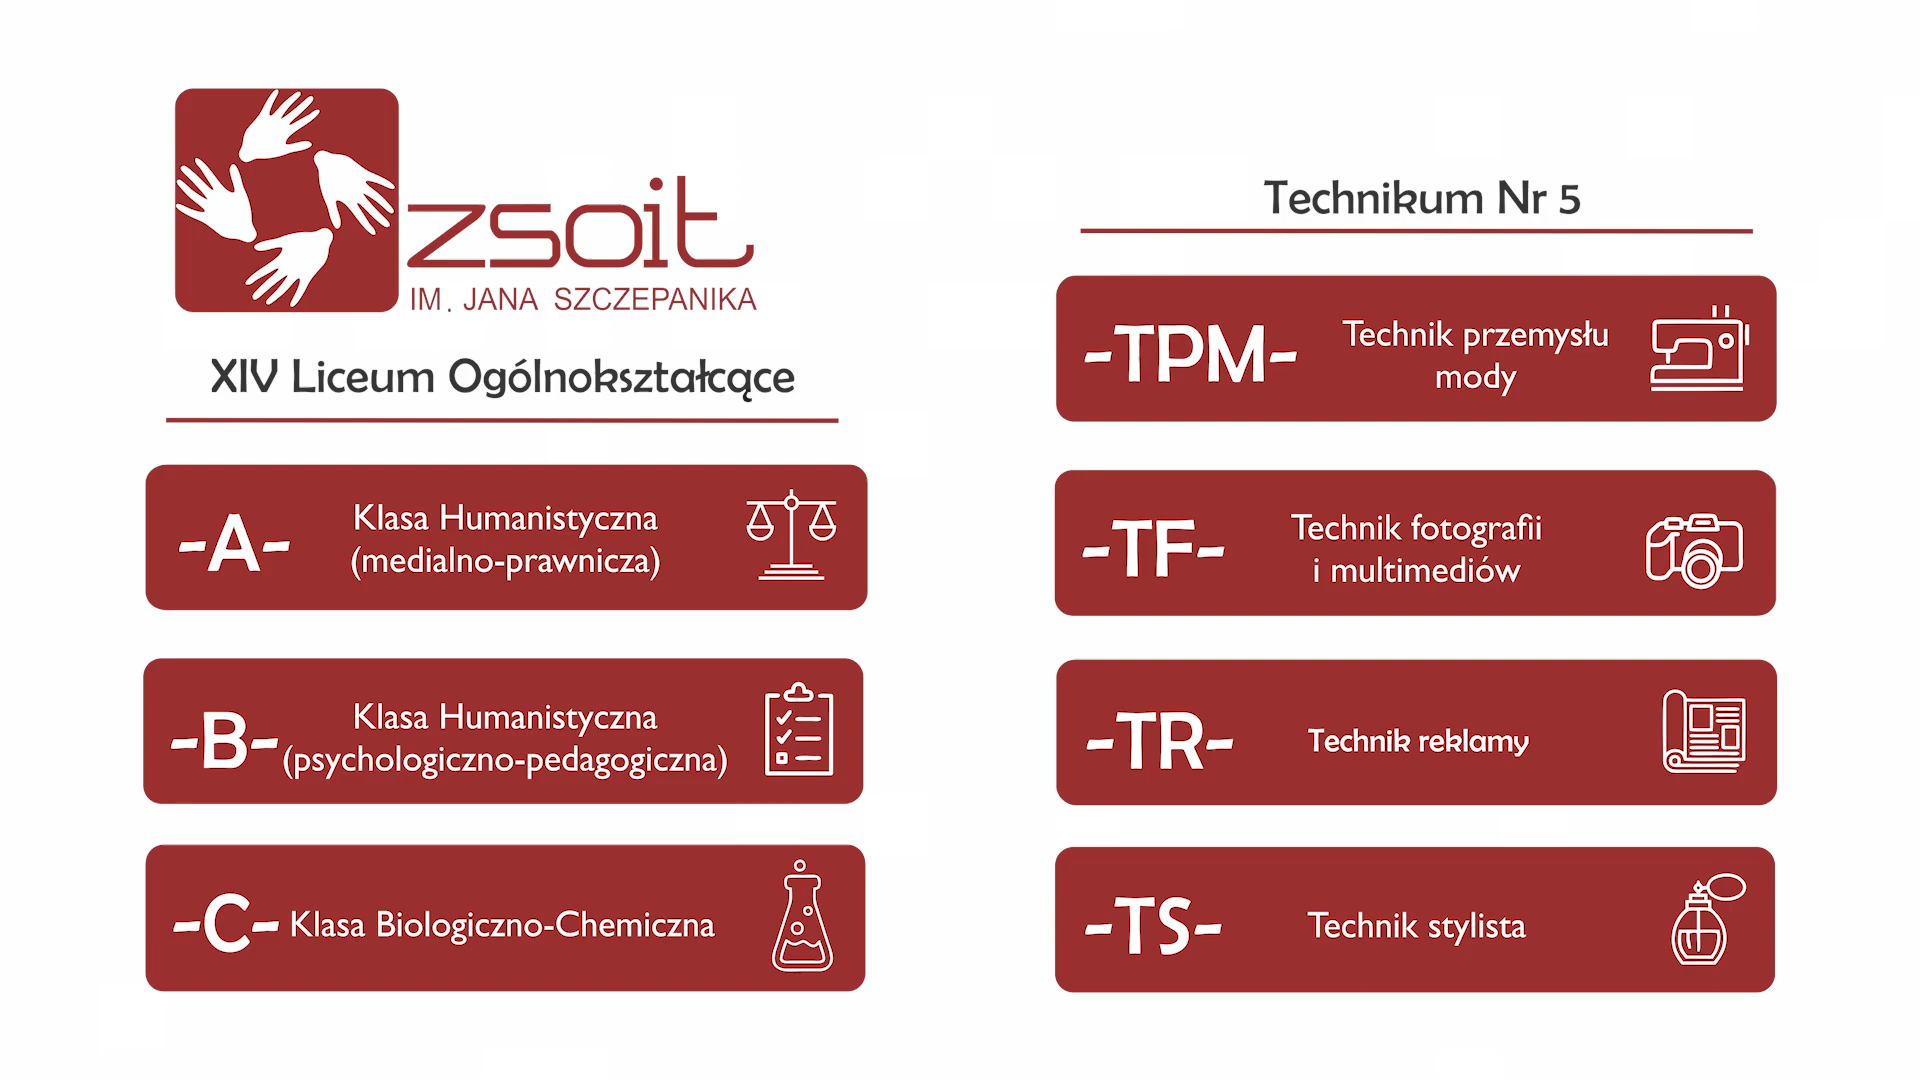 zsoit
IM. JANA SZCZEPANIKA
XIV Liceum Ogólnokształcące
-A-
Klasa Humanistyczna
(medialno-prawnicza)
-B-
Klasa Humanistyczna
(psychologiczno-pedagogiczna)
-C- Klasa Biologiczno-Chemiczna
Technikum Nr 5
-TPM-
Technik przemysłu
mody
-TF-
Technik fotografii
i multimediów
-TR- Technik reklamy
-TS- Technik stylista